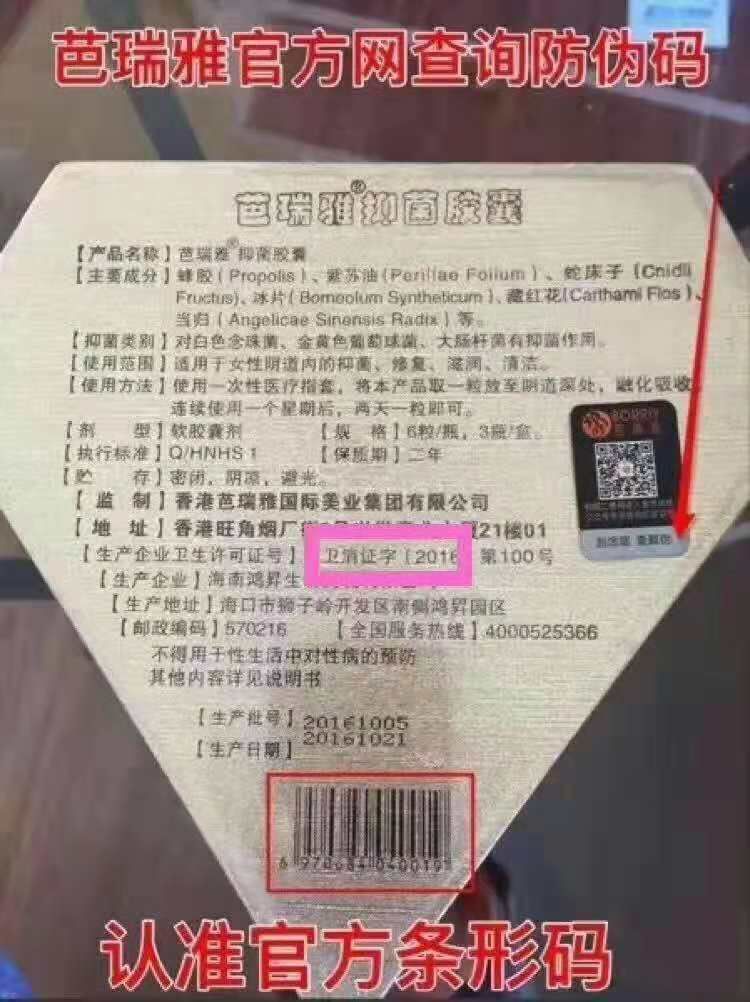 芭瑞雅官方网查询防伪码
芭瑞雅®抑菌胶囊
【产品名称】芭瑞雅®抑菌胶囊
【主要成分】蜂胶(Propolis)、紫苏油(Perillae Folium)、蛇床子(Cnidii
Fructus)、冰片(Borneolum Syntheticum)、藏红花(Carthami Flos)、
当归(Angelicae Sinensis Radix)等。
【抑菌类别】对白色念珠菌、金黄色葡萄球菌、大肠杆菌有抑菌作用。
【使用范围】适用于女性阴道内的抑菌、修复、滋润、清洁。
【使用方法】使用一次性医疗指套,将本产品取一粒放至阴道深处,融化吸收,
连续使用一个星期后,两天一粒即可。
【剂 型】软胶囊剂 【规 格】6粒/瓶,3瓶/盒。
【执行标准】Q/HNHS 1 【保质期】二年
【贮 存】密闭,阴凉,避光。
【监 制】香港芭瑞雅国际美业集团有限公司
【地 址】香港旺角烟厂街 21楼01
【生产企业卫生许可证号】 卫消证字[2016 第100号
【生产企业】海南鸿昇生
【生产地址】海口市狮子岭开发区南侧鸿昇园区
【邮政编码】570216 【全国服务热线】4000525366
不得用于性生活中对性病的预防
其他内容详见说明书
【生产批号】20161005
【生产日期】20161021
认准官方条形码